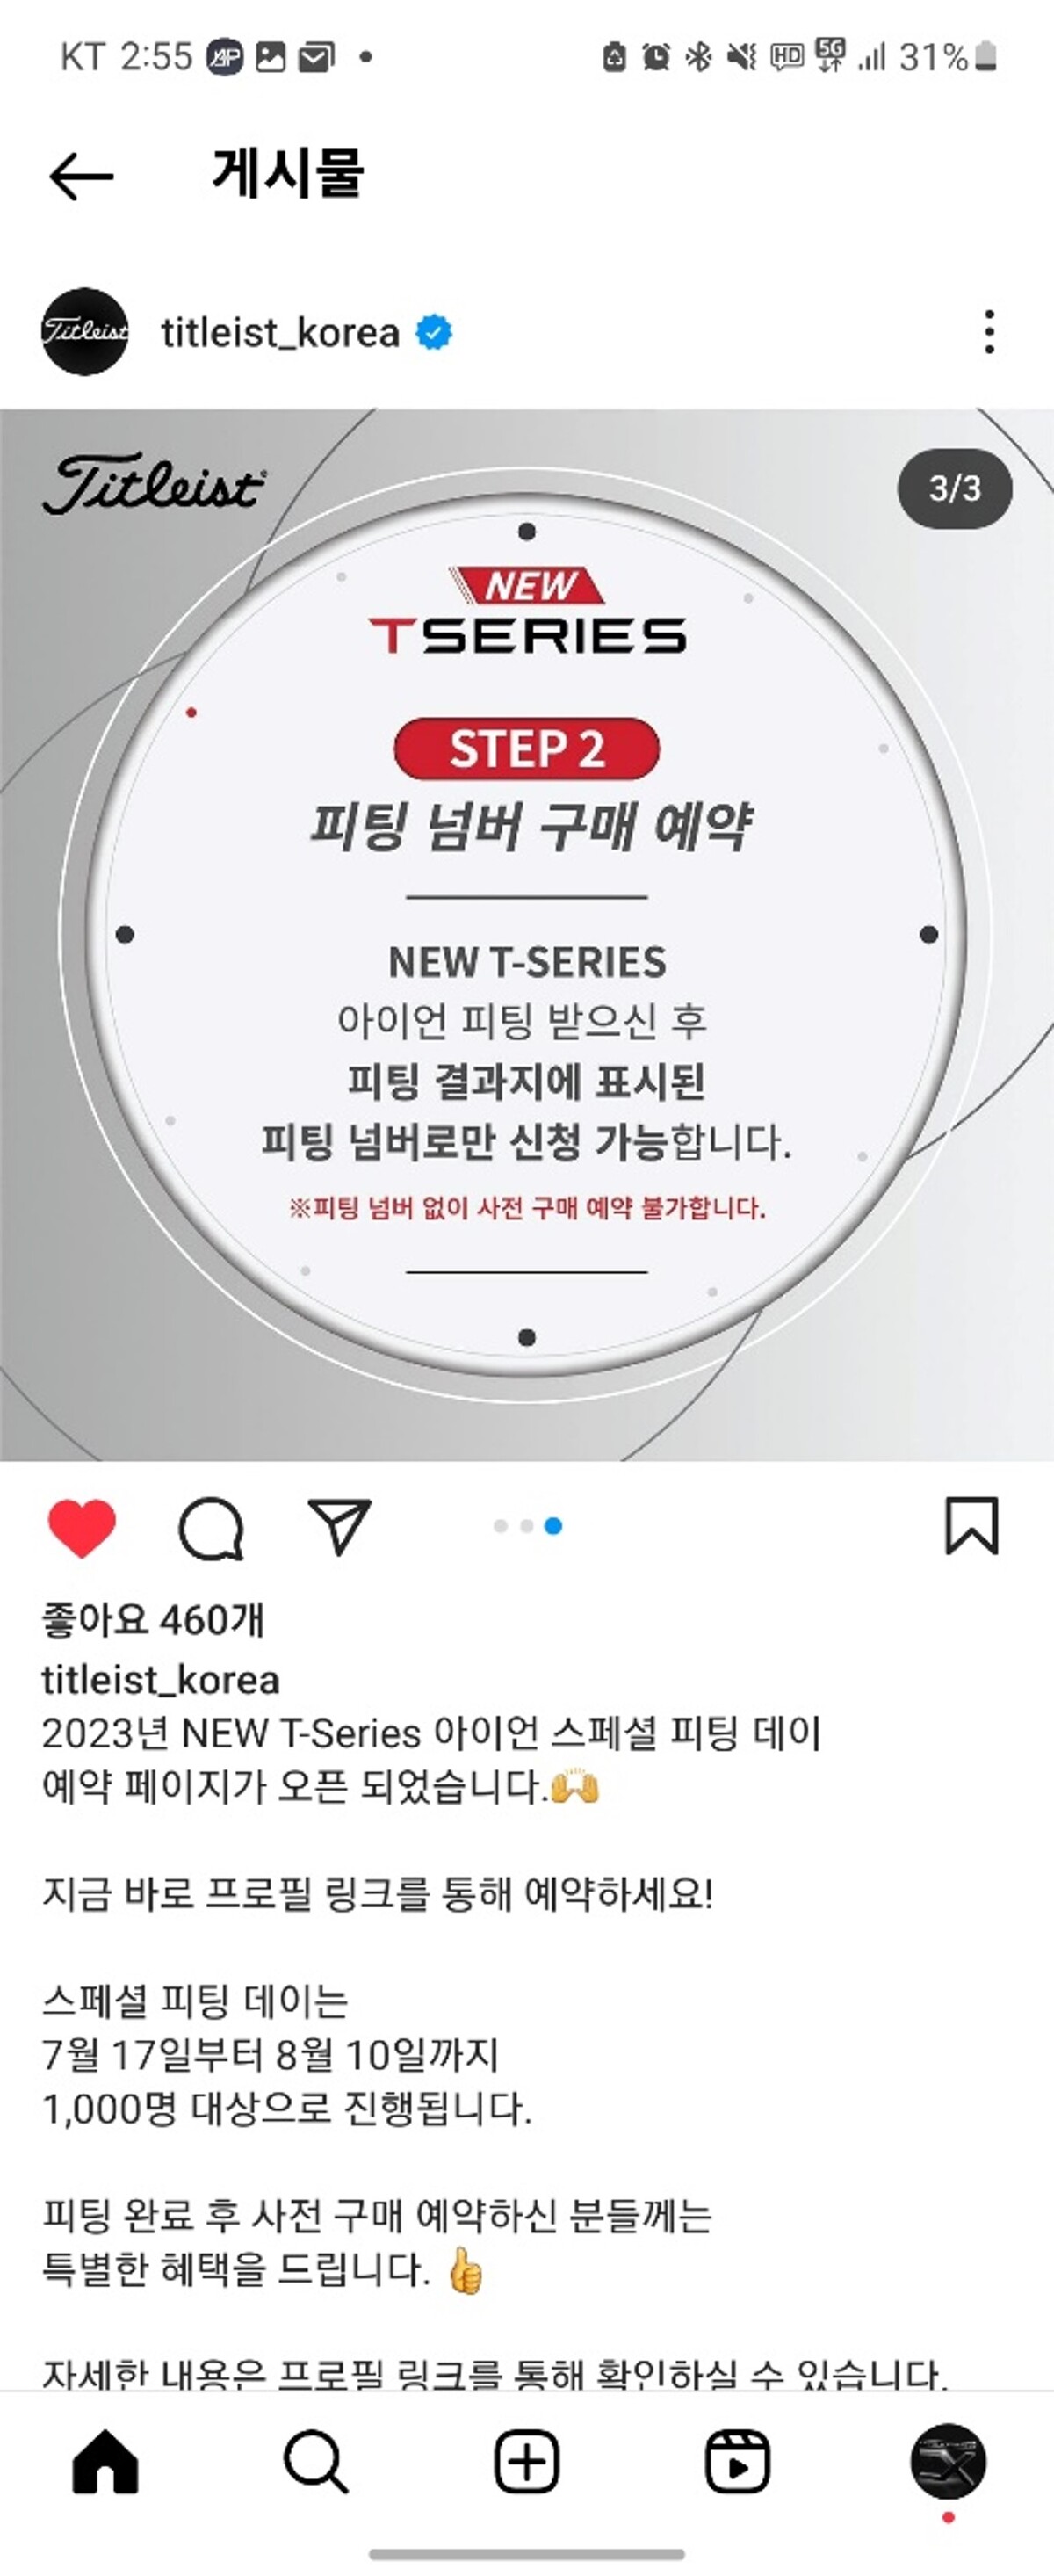 KT 2:55
HD 5G 31%
게시물
Titleist
titleist_korea
Titleist
3/3
NEW
TSERIES
STEP 2
피팅 넘버 구매 예약
NEW T-SERIES
아이언 피팅 받으신 후
피팅 결과지에 표시된
피팅 넘버로만 신청 가능합니다.
※피팅 넘버 없이 사전 구매 예약 불가합니다.
좋아요 460개
titleist_korea
2023년 NEW T-Series 아이언 스페셜 피팅 데이
예약 페이지가 오픈 되었습니다.🙌
지금 바로 프로필 링크를 통해 예약하세요!
스페셜 피팅 데이는
7월 17일부터 8월 10일까지
1,000명 대상으로 진행됩니다.
피팅 완료 후 사전 구매 예약하신 분들께는
특별한 혜택을 드립니다. 👍
자세한 내용은 프로필 링크를 통해 확인하실 수 있습니다.